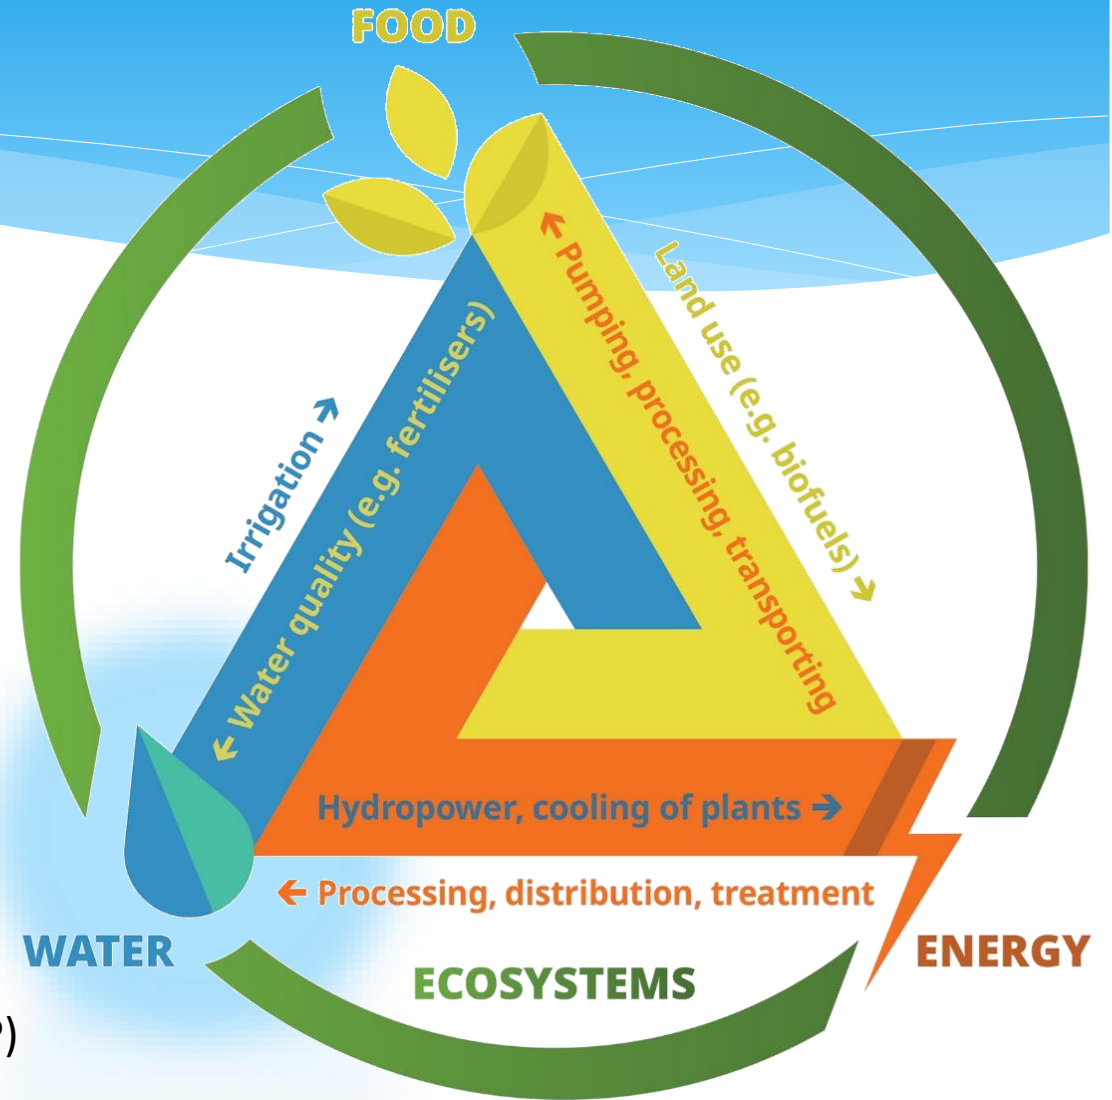 FOOD
Land use (e.g. biofuels) →
← Pumping, processing, transporting
Irrigation →
← Water quality (e.g. fertilisers)
Hydropower, cooling of plants →
← Processing, distribution, treatment
WATER
ENERGY
ECOSYSTEMS